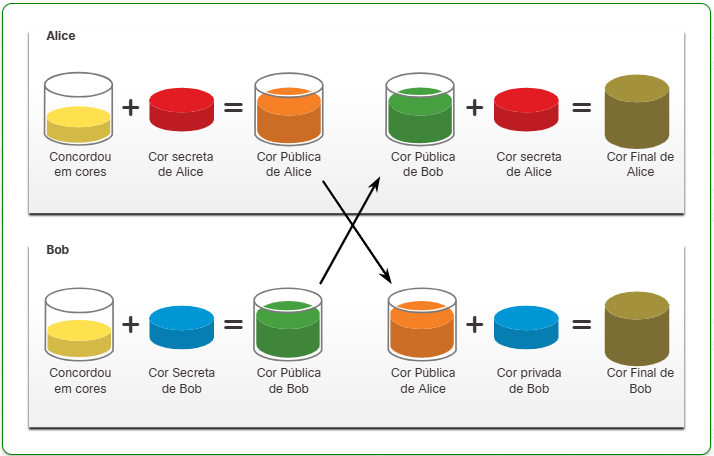 Alice
Concordou
em cores
Cor secreta
de Alice
Cor Pública
de Alice
Cor Pública
de Bob
Cor secreta
de Alice
Cor Final de
Alice
Bob
Concordou
em cores
Cor Secreta
de Bob
Cor Pública
de Bob
Cor Pública
de Alice
Cor privada
de Bob
Cor Final de
Bob